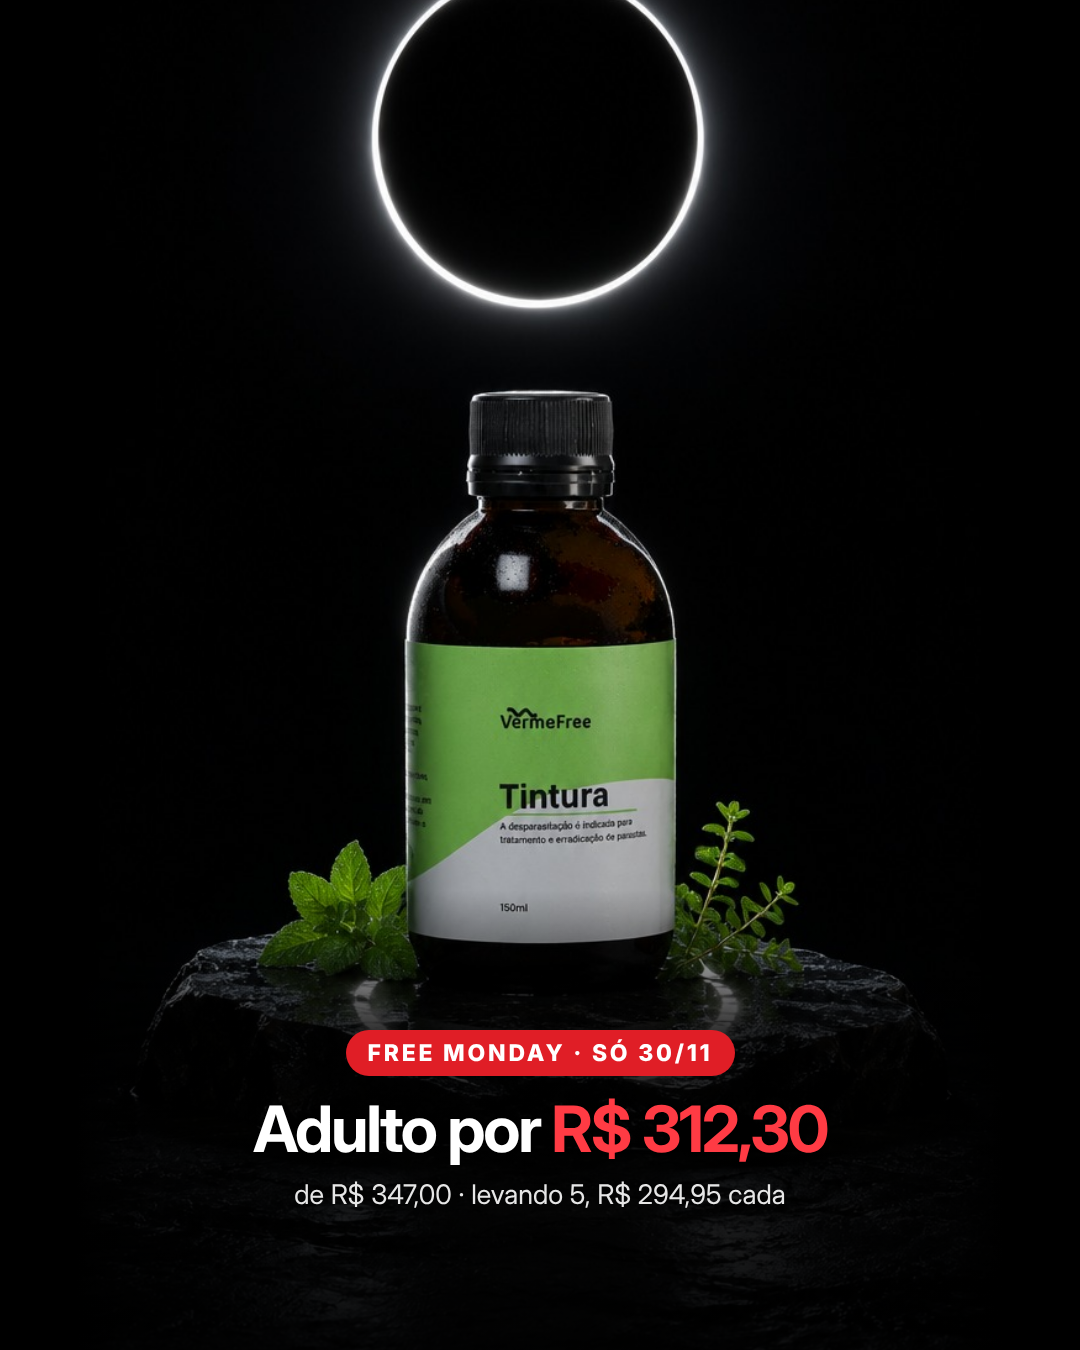 VermeFree
Tintura
A desparasitação é indicada para
tratamento e erradicação de parasitas.
150ml
FREE MONDAY · SÓ 30/11
Adulto por R$ 312,30
de R$ 347,00 · levando 5, R$ 294,95 cada